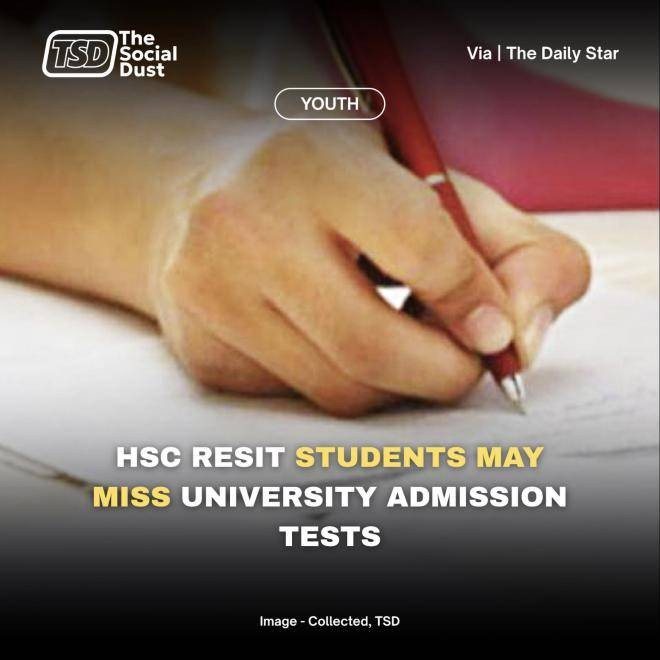 TSD
The
Social
Dust
Via | The Daily Star
YOUTH
HSC RESIT STUDENTS MAY
MISS UNIVERSITY ADMISSION
TESTS
Image - Collected, TSD